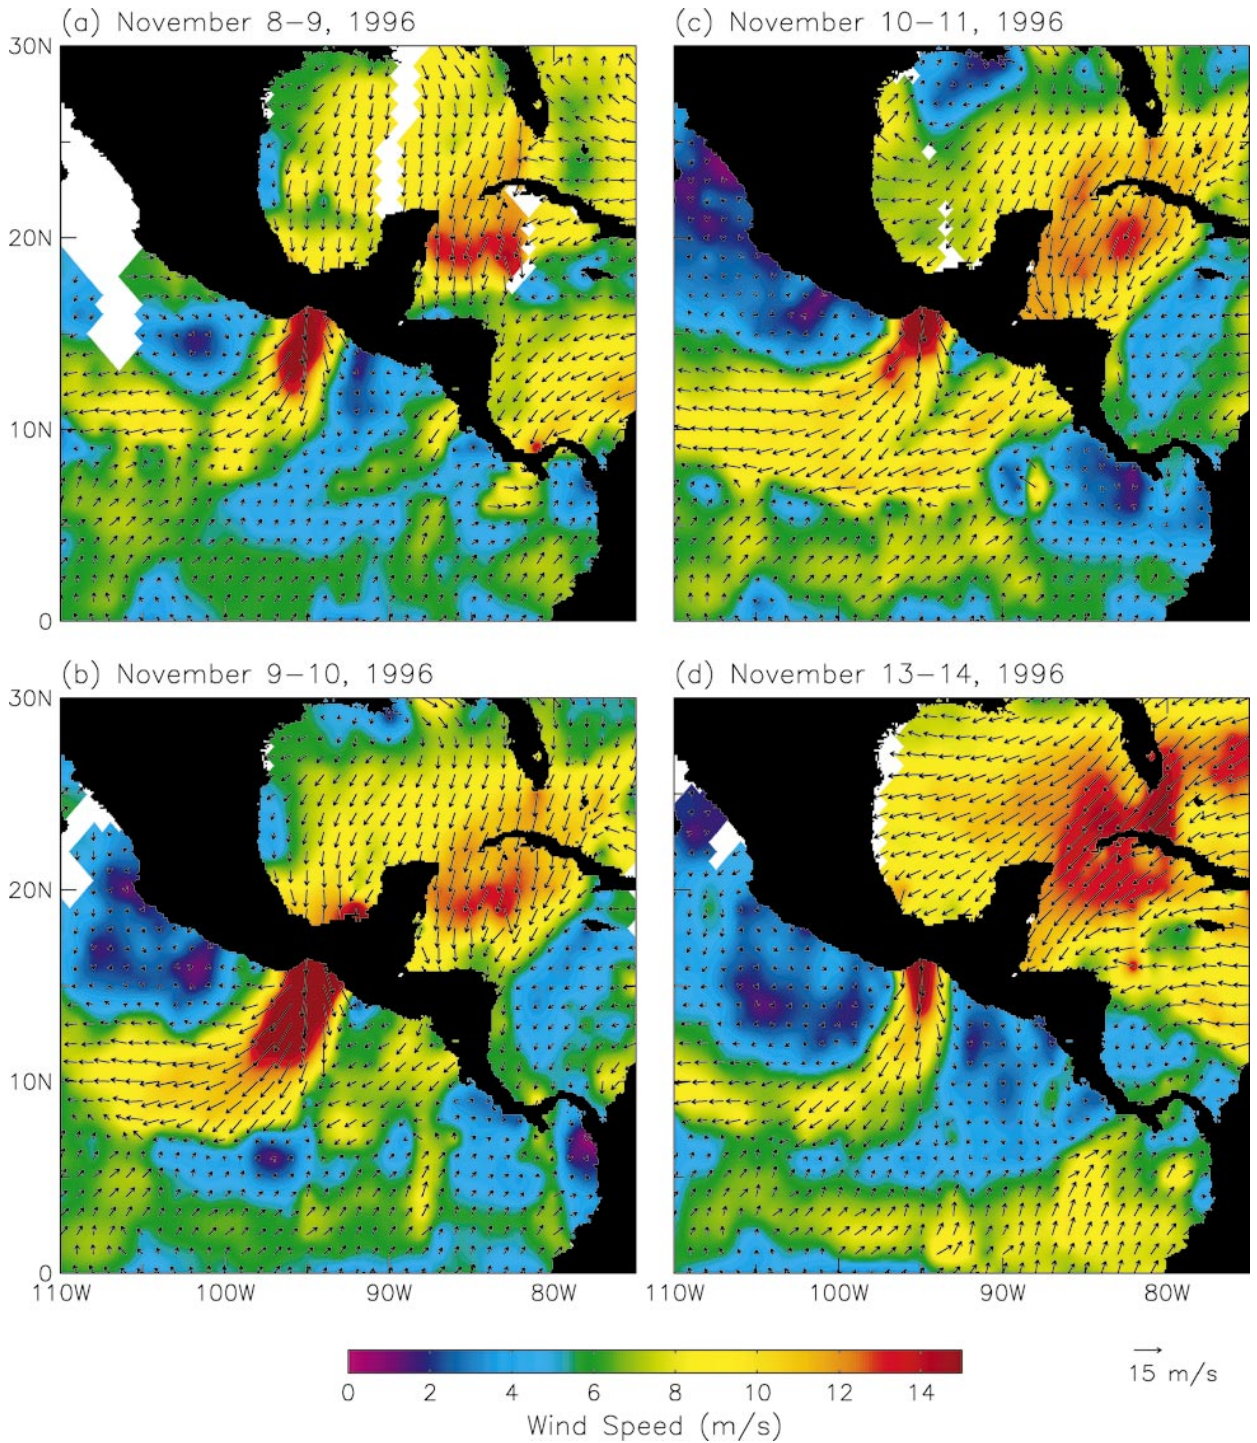 (a) November 8-9, 1996
(c) November 10-11, 1996
30N
20N
10N
0
(b) November 9-10, 1996
(d) November 13-14, 1996
30N
20N
10N
0
110W 100W 90W 80W 110W 100W 90W 80W
0 2 4 6 8 10 12 14
Wind Speed (m/s)
15 m/s